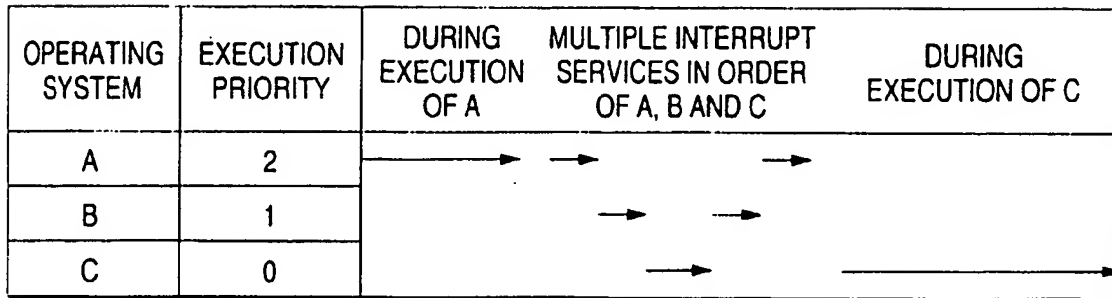 OPERATING
SYSTEM
EXECUTION
PRIORITY
DURING
EXECUTION
OF A
MULTIPLE INTERRUPT
SERVICES IN ORDER
OF A, B AND C
DURING
EXECUTION OF C
A 2
B 1
C 0